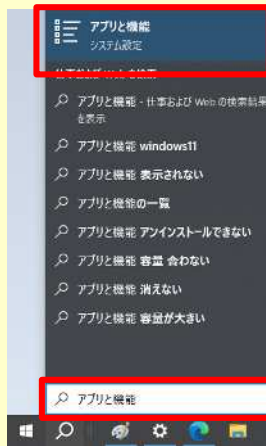 アプリと機能
システム設定
アプリと機能 - 仕事および Web の検索結果
を表示
アプリと機能 windows11
アプリと機能 表示されない
アプリと機能の一覧
アプリと機能 アンインストールできない
アプリと機能 容量 合わない
アプリと機能 消えない
アプリと機能 容量が大きい
アプリと機能